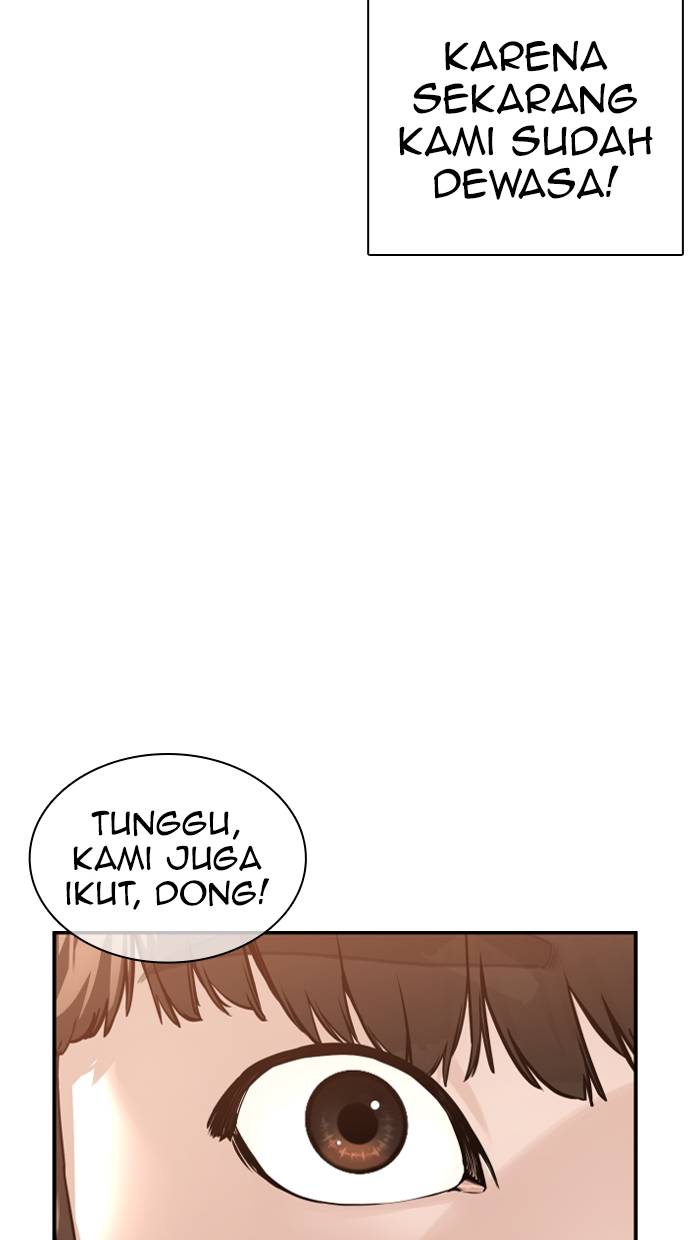 KARENA
SEKARANG
KAMI SUDAH
DEWASA!
TUNGGU,
KAMI JUGA
IKUT, DONG!